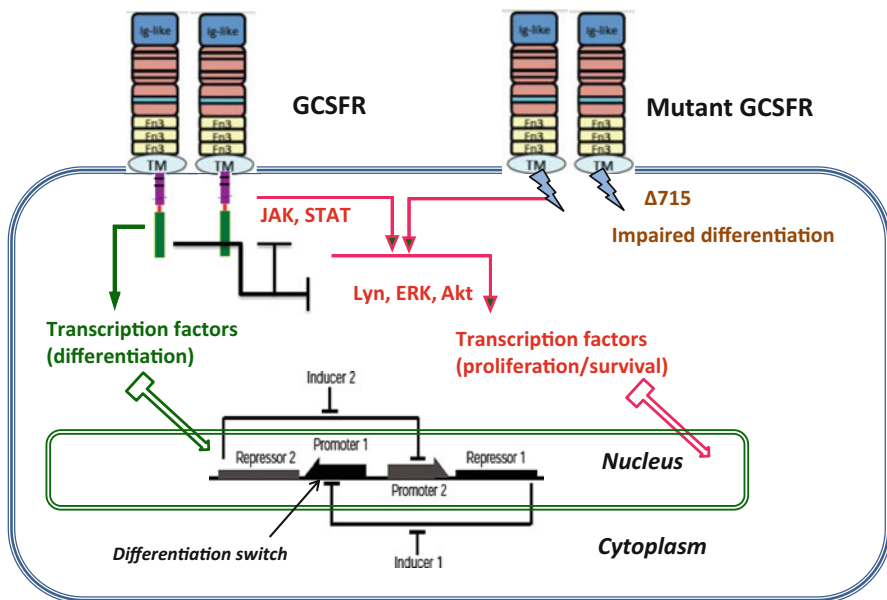 Ig-like
Ig-like
Ig-like
Ig-like
GCSFR
Mutant GCSFR
Fn3
Fn3
Fn3
Fn3
Fn3
Fn3
Fn3
Fn3
Fn3
Fn3
Fn3
Fn3
TM
TM
TM
TM
Δ715
JAK, STAT
Impaired differentiation
Lyn, ERK, Akt
Transcription factors
(differentiation)
Transcription factors
(proliferation/survival)
Inducer 2
Repressor 2
Promoter 1
Repressor 1
Promoter 2
Nucleus
Differentiation switch
Inducer 1
Cytoplasm